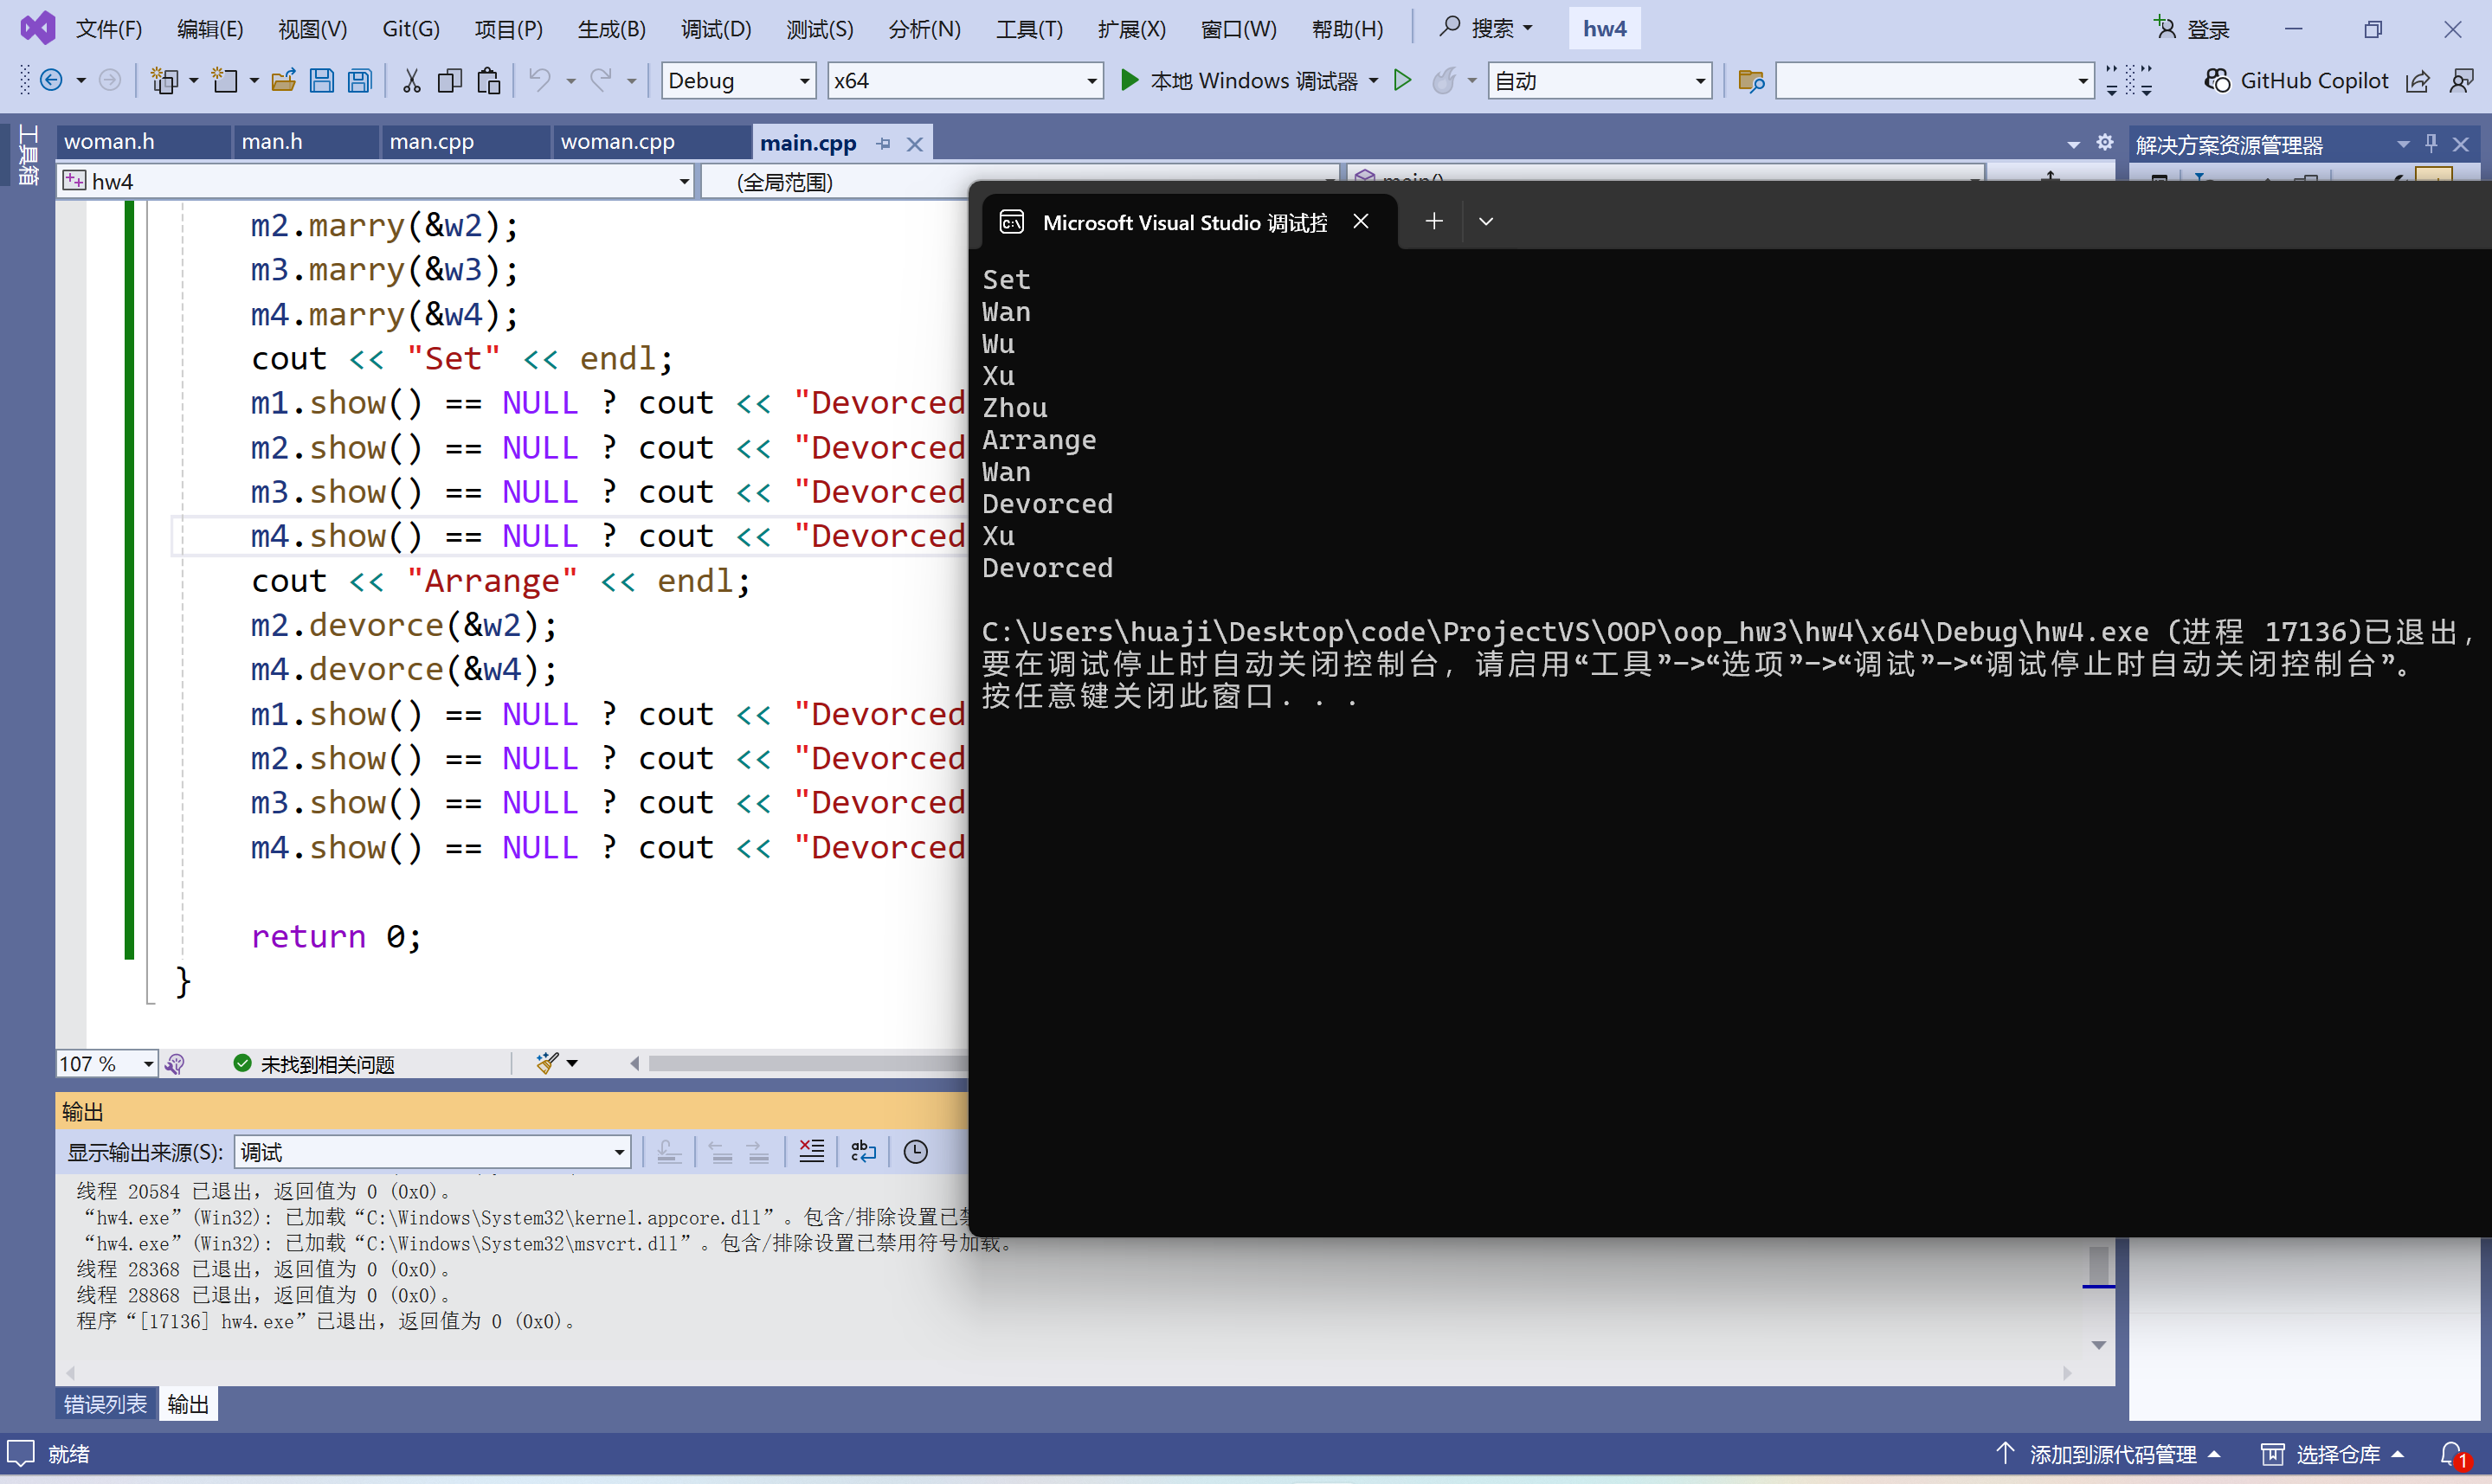 文件(F) 编辑(E) 视图(V) Git(G) 项目(P) 生成(B) 调试(D) 测试(S) 分析(N) 工具(T) 扩展(X) 窗口(W) 帮助(H) 搜索 hw4 登录
Debug x64 本地 Windows 调试器 自动 GitHub Copilot
工具箱
woman.h man.h man.cpp woman.cpp main.cpp
解决方案资源管理器
hw4 (全局范围) main()
m2.marry(&w2);
m3.marry(&w3);
m4.marry(&w4);
cout << "Set" << endl;
m1.show() == NULL ? cout << "Devorced
m2.show() == NULL ? cout << "Devorced
m3.show() == NULL ? cout << "Devorced
m4.show() == NULL ? cout << "Devorced
cout << "Arrange" << endl;
m2.devorce(&w2);
m4.devorce(&w4);
m1.show() == NULL ? cout << "Devorced
m2.show() == NULL ? cout << "Devorced
m3.show() == NULL ? cout << "Devorced
m4.show() == NULL ? cout << "Devorced
return 0;
}
Microsoft Visual Studio 调试控
Set
Wan
Wu
Xu
Zhou
Arrange
Wan
Devorced
Xu
Devorced
C:\Users\huaji\Desktop\code\ProjectVS\OOP\oop_hw3\hw4\x64\Debug\hw4.exe (进程 17136)已退出，
要在调试停止时自动关闭控制台，请启用“工具”->“选项”->“调试”->“调试停止时自动关闭控制台”。
按任意键关闭此窗口. . .
107 % 未找到相关问题
输出
显示输出来源(S): 调试
线程 20584 已退出，返回值为 0 (0x0)。
“hw4.exe”(Win32): 已加载“C:\Windows\System32\kernel.appcore.dll”。包含/排除设置已禁
“hw4.exe”(Win32): 已加载“C:\Windows\System32\msvcrt.dll”。包含/排除设置已禁用符号加载。
线程 28368 已退出，返回值为 0 (0x0)。
线程 28868 已退出，返回值为 0 (0x0)。
程序“[17136] hw4.exe”已退出，返回值为 0 (0x0)。
错误列表 输出
就绪 添加到源代码管理 选择仓库 1